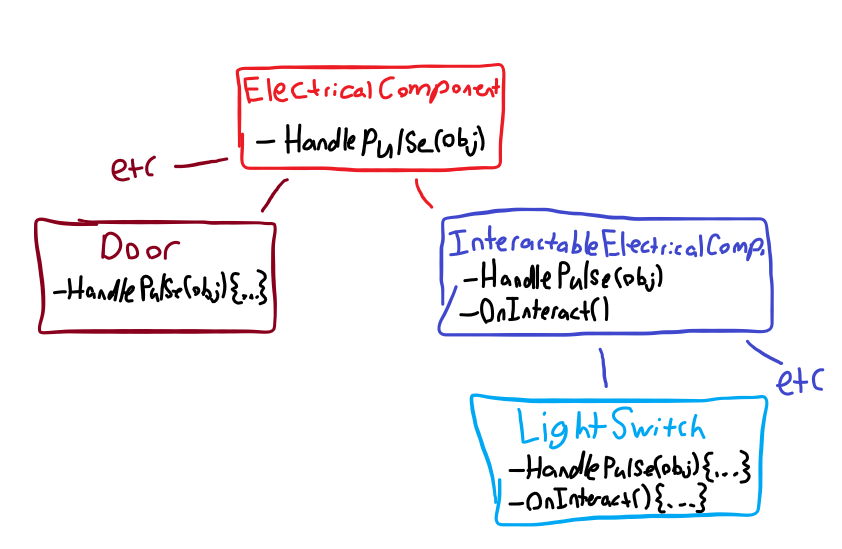 ElectricalComponent
- HandlePulse(obj)
etc
Door
-HandlePulse(obj){...}
InteractableElectricalComp.
-HandlePulse(obj)
-OnInteract()
etc
LightSwitch
-HandlePulse(obj){...}
-OnInteract(){...}